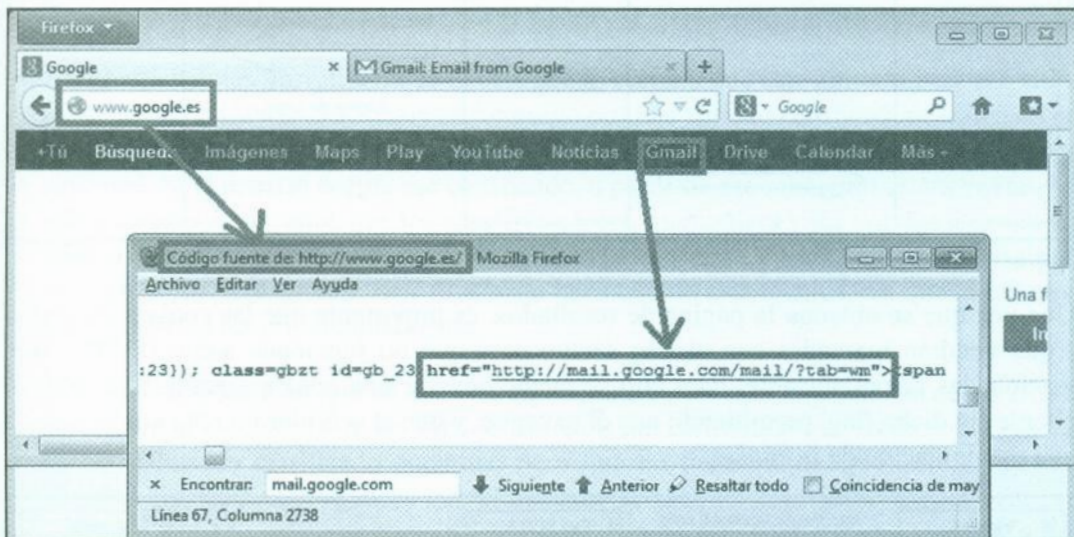 Firefox
Google
Gmail: Email from Google
www.google.es
Google
+Tú Búsqueda Imágenes Maps Play YouTube Noticias Gmail Drive Calendar Más
Código fuente de: http://www.google.es/ Mozilla Firefox
Archivo Editar Ver Ayuda
Una f
:23}); class=gbzt id=gb_23 href="http://mail.google.com/mail/?tab=wm"><span
× Encontrar: mail.google.com Siguiente Anterior Resaltar todo Coincidencia de may
Línea 67, Columna 2738